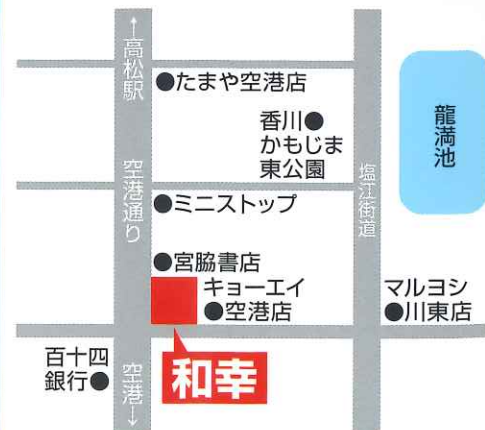 ←高松駅
●たまや空港店
香川●
かもじま
東公園
龍満池
空港通り
塩江街道
●ミニストップ
●宮脇書店
キョーエイ
●空港店
マルヨシ
●川東店
百十四
銀行●
空港→
和幸